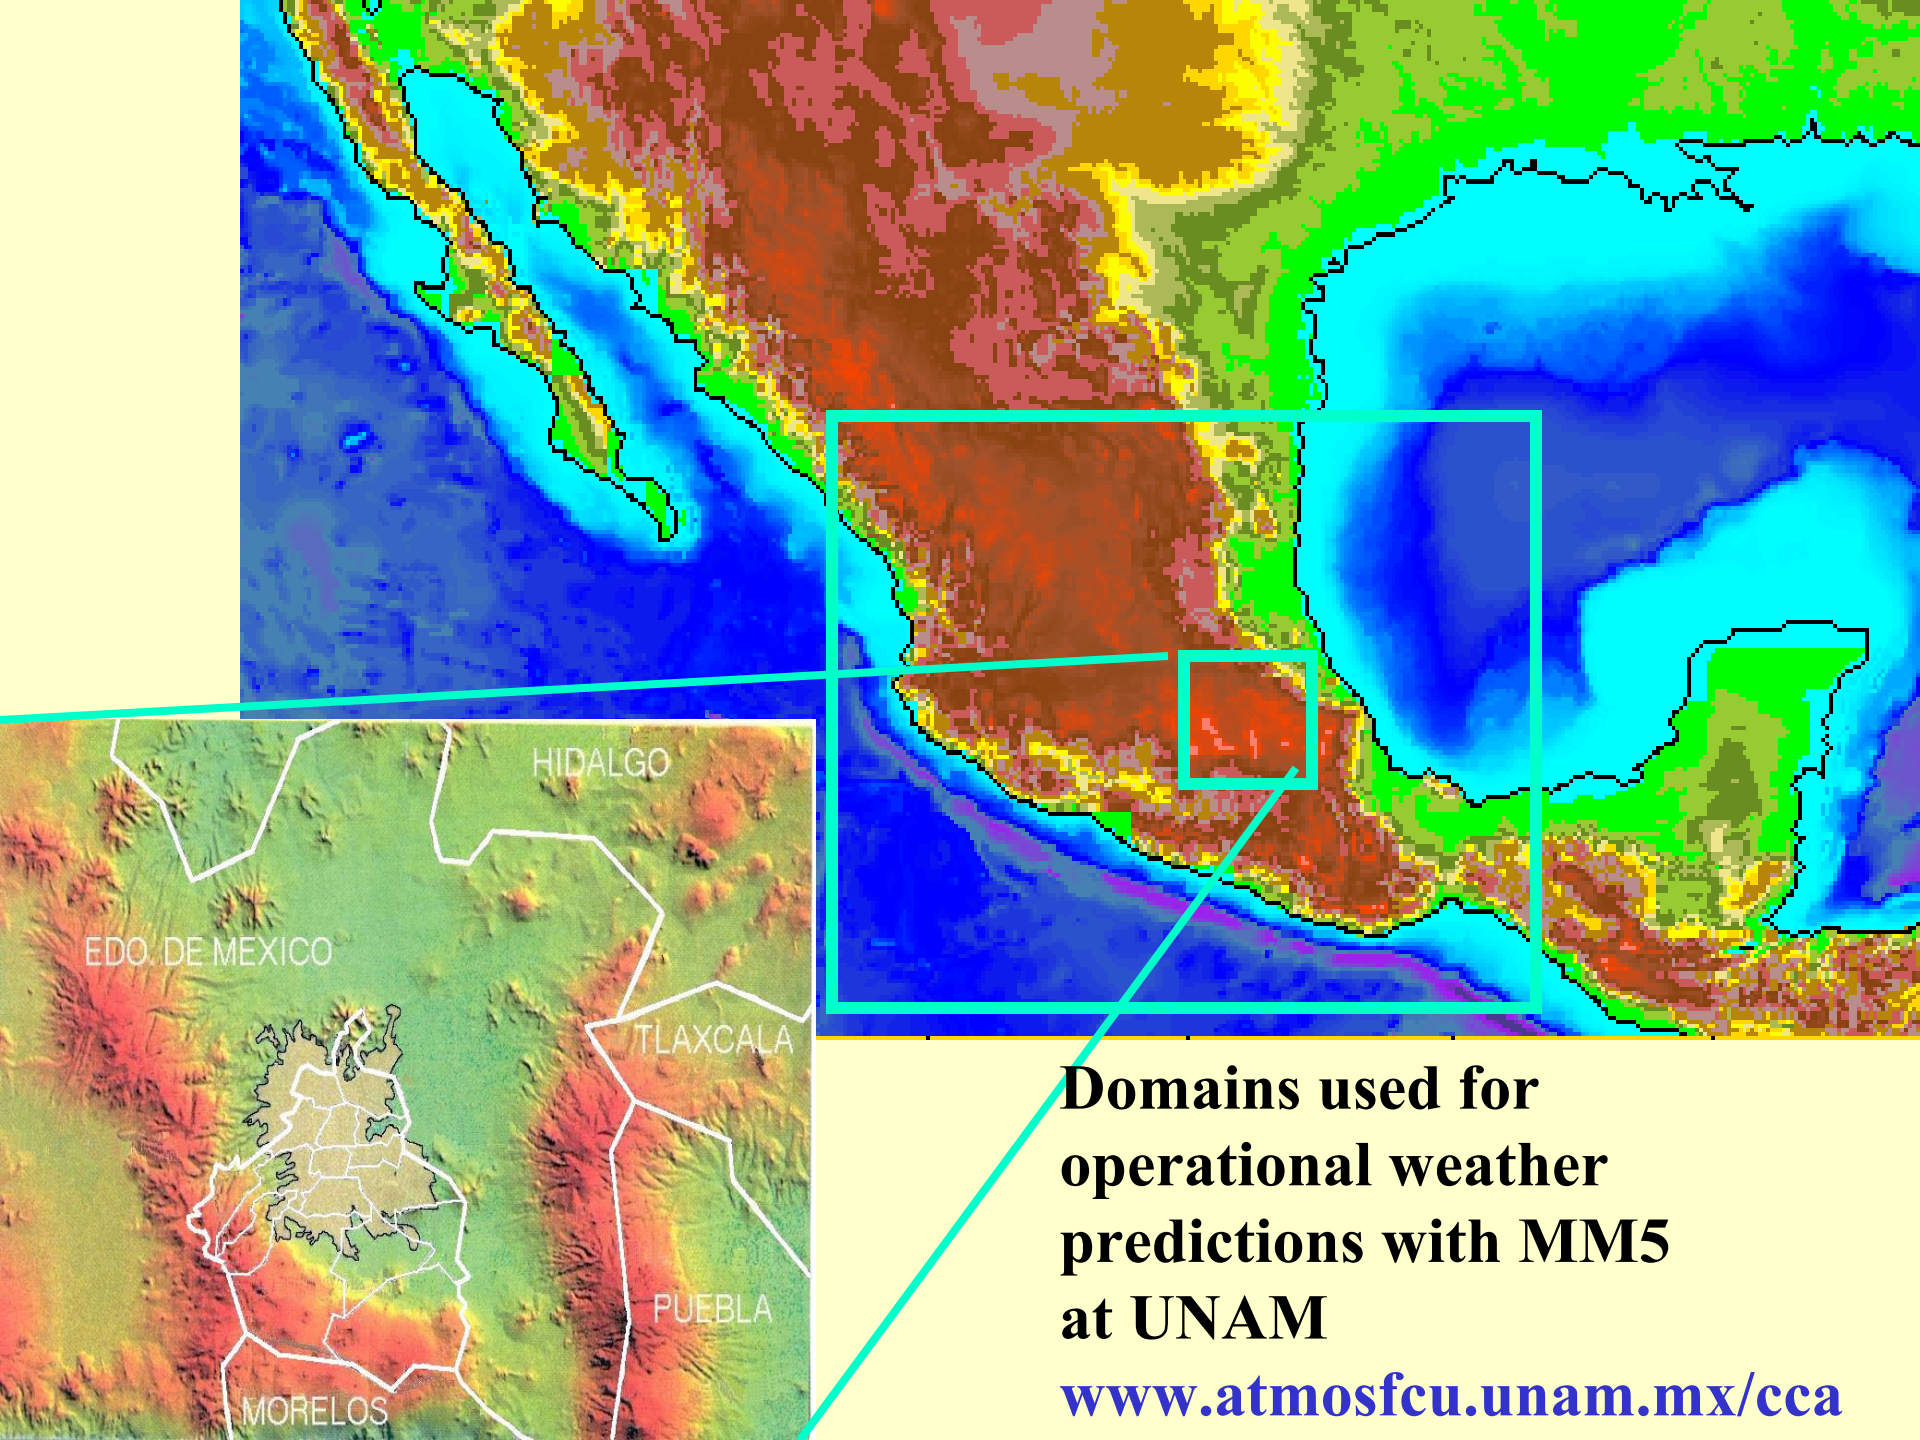 HIDALGO
EDO. DE MEXICO
TLAXCALA
PUEBLA
MORELOS
Domains used for
operational weather
predictions with MM5
at UNAM
www.atmosfcu.unam.mx/cca